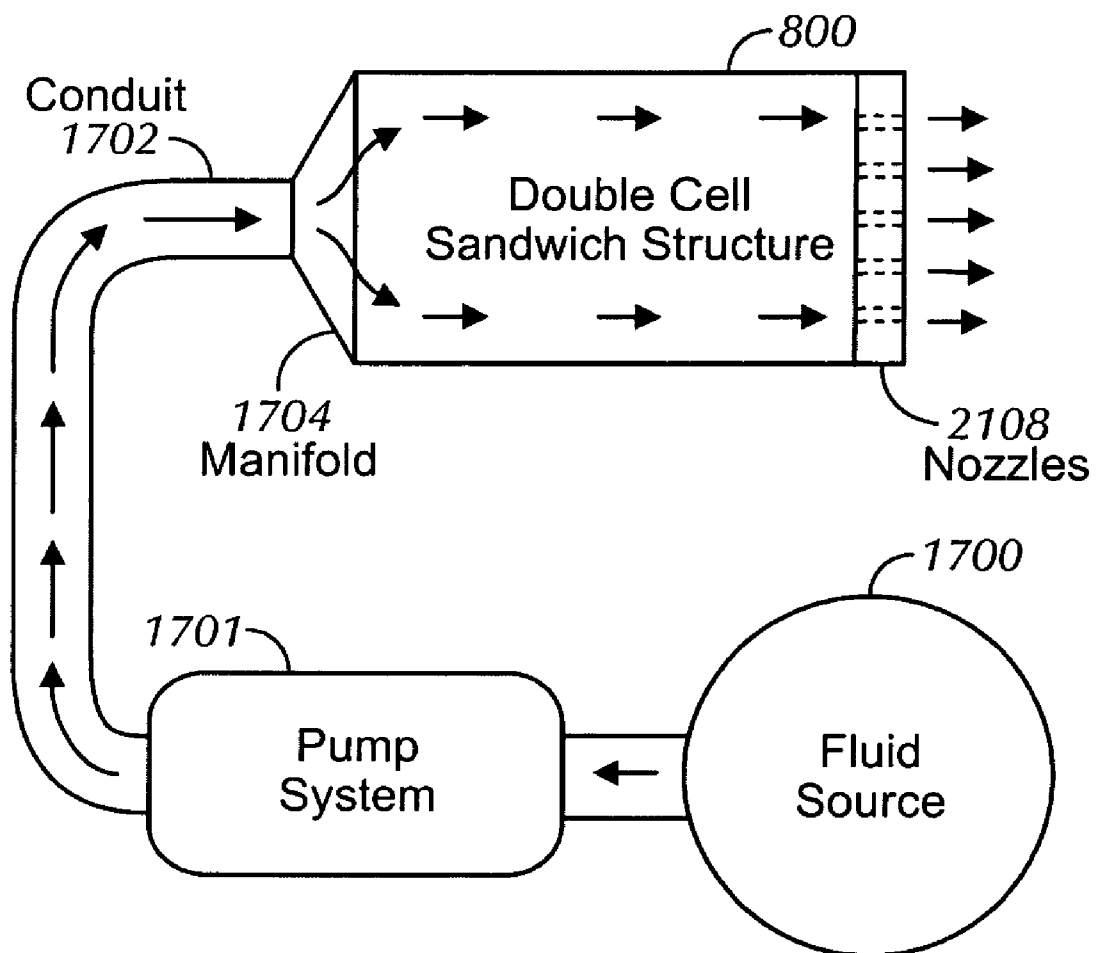 800
Conduit
1702
Double Cell
Sandwich Structure
1704
Manifold
2108
Nozzles
1700
1701
Pump
System
Fluid
Source